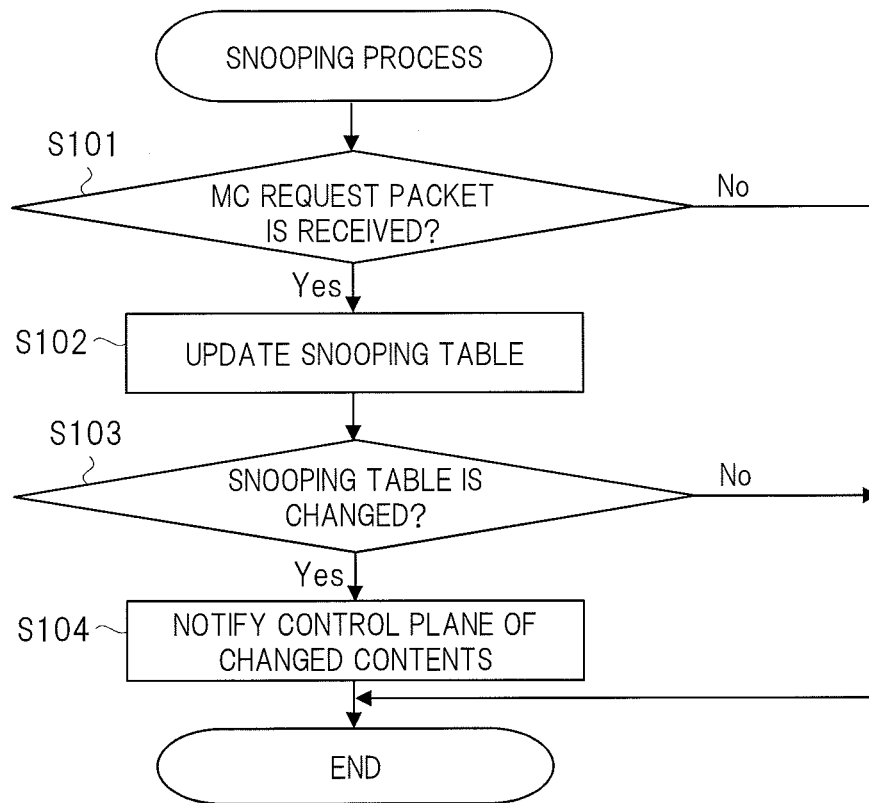 SNOOPING PROCESS
S101
MC REQUEST PACKET
IS RECEIVED?
No
Yes
S102
UPDATE SNOOPING TABLE
S103
SNOOPING TABLE IS
CHANGED?
No
Yes
S104
NOTIFY CONTROL PLANE OF
CHANGED CONTENTS
END